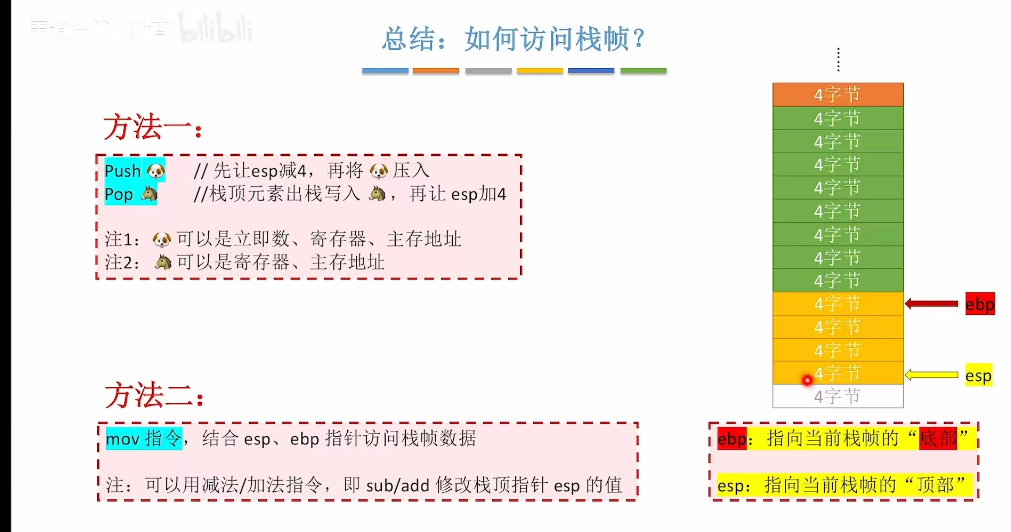 bilibili
总结：如何访问栈帧？
方法一：
Push 🐶 // 先让esp减4，再将 🐶 压入
Pop 🐴 //栈顶元素出栈写入 🐴，再让 esp加4
注1：🐶 可以是立即数、寄存器、主存地址
注2：🐴 可以是寄存器、主存地址
方法二：
mov 指令，结合 esp、ebp 指针访问栈帧数据
注：可以用减法/加法指令，即 sub/add 修改栈顶指针 esp 的值
4字节
4字节
4字节
4字节
4字节
4字节
4字节
4字节
4字节
4字节 ebp
4字节
4字节
4字节 esp
4字节
ebp：指向当前栈帧的“底部”
esp：指向当前栈帧的“顶部”